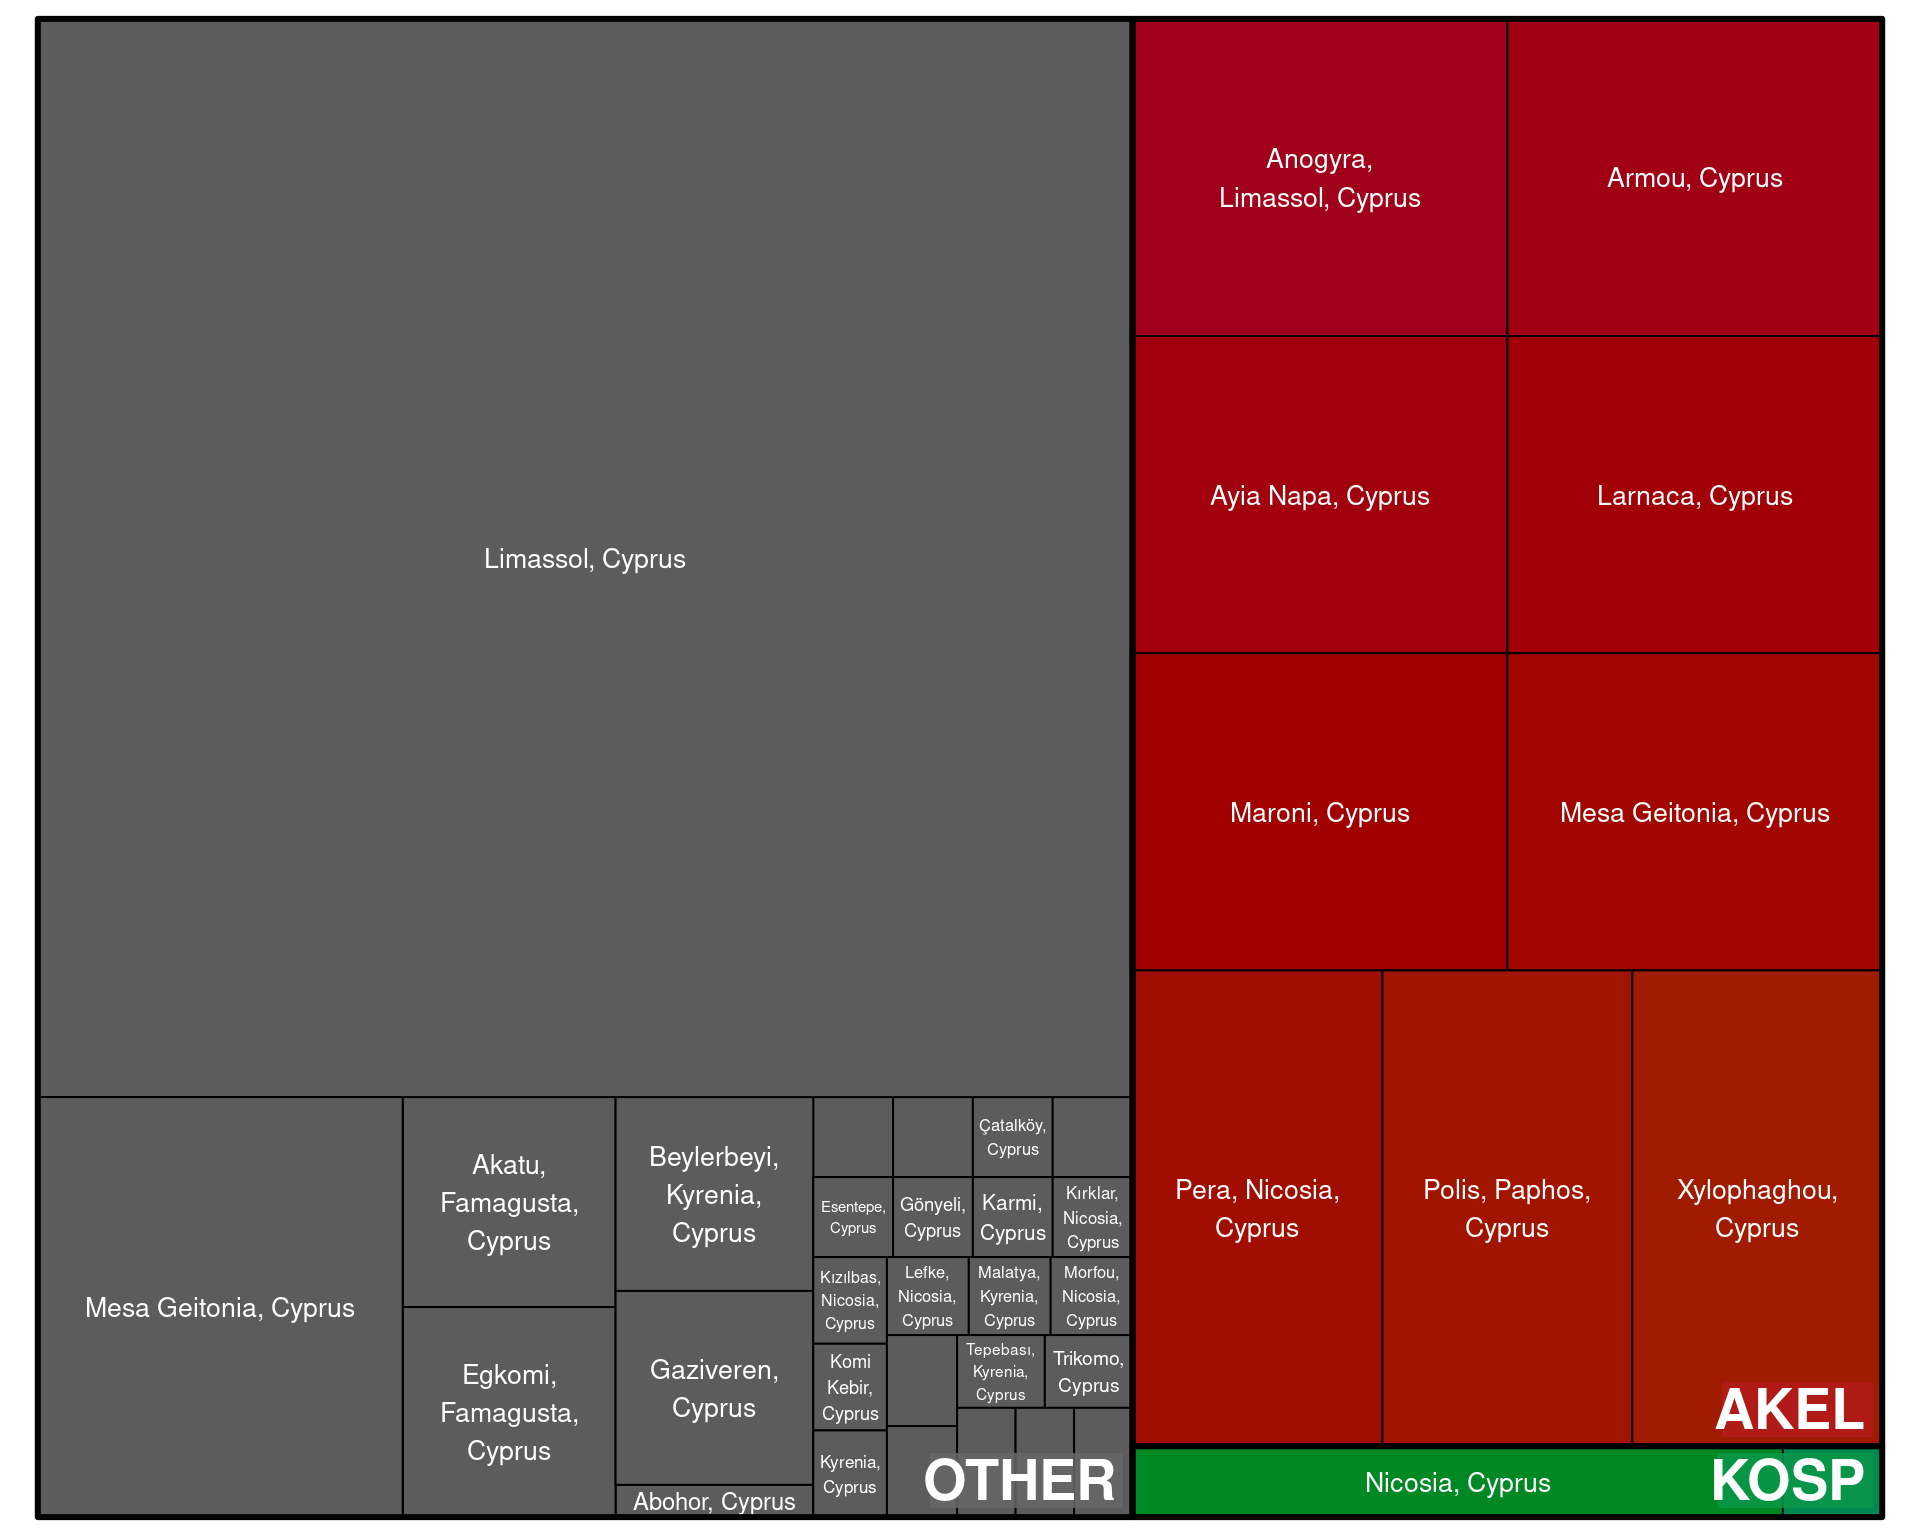 Limassol, Cyprus
Mesa Geitonia, Cyprus
Akatu,
Famagusta,
Cyprus
Egkomi,
Famagusta,
Cyprus
Beylerbeyi,
Kyrenia,
Cyprus
Gaziveren,
Cyprus
Abohor, Cyprus
Çatalköy,
Cyprus
Esentepe,
Cyprus
Gönyeli,
Cyprus
Karmi,
Cyprus
Kırklar,
Nicosia,
Cyprus
Kızılbas,
Nicosia,
Cyprus
Lefke,
Nicosia,
Cyprus
Malatya,
Kyrenia,
Cyprus
Morfou,
Nicosia,
Cyprus
Komi
Kebir,
Cyprus
Tepebası,
Kyrenia,
Cyprus
Trikomo,
Cyprus
Kyrenia,
Cyprus
OTHER
Anogyra,
Limassol, Cyprus
Armou, Cyprus
Ayia Napa, Cyprus
Larnaca, Cyprus
Maroni, Cyprus
Mesa Geitonia, Cyprus
Pera, Nicosia,
Cyprus
Polis, Paphos,
Cyprus
Xylophaghou,
Cyprus
AKEL
Nicosia, Cyprus
KOSP